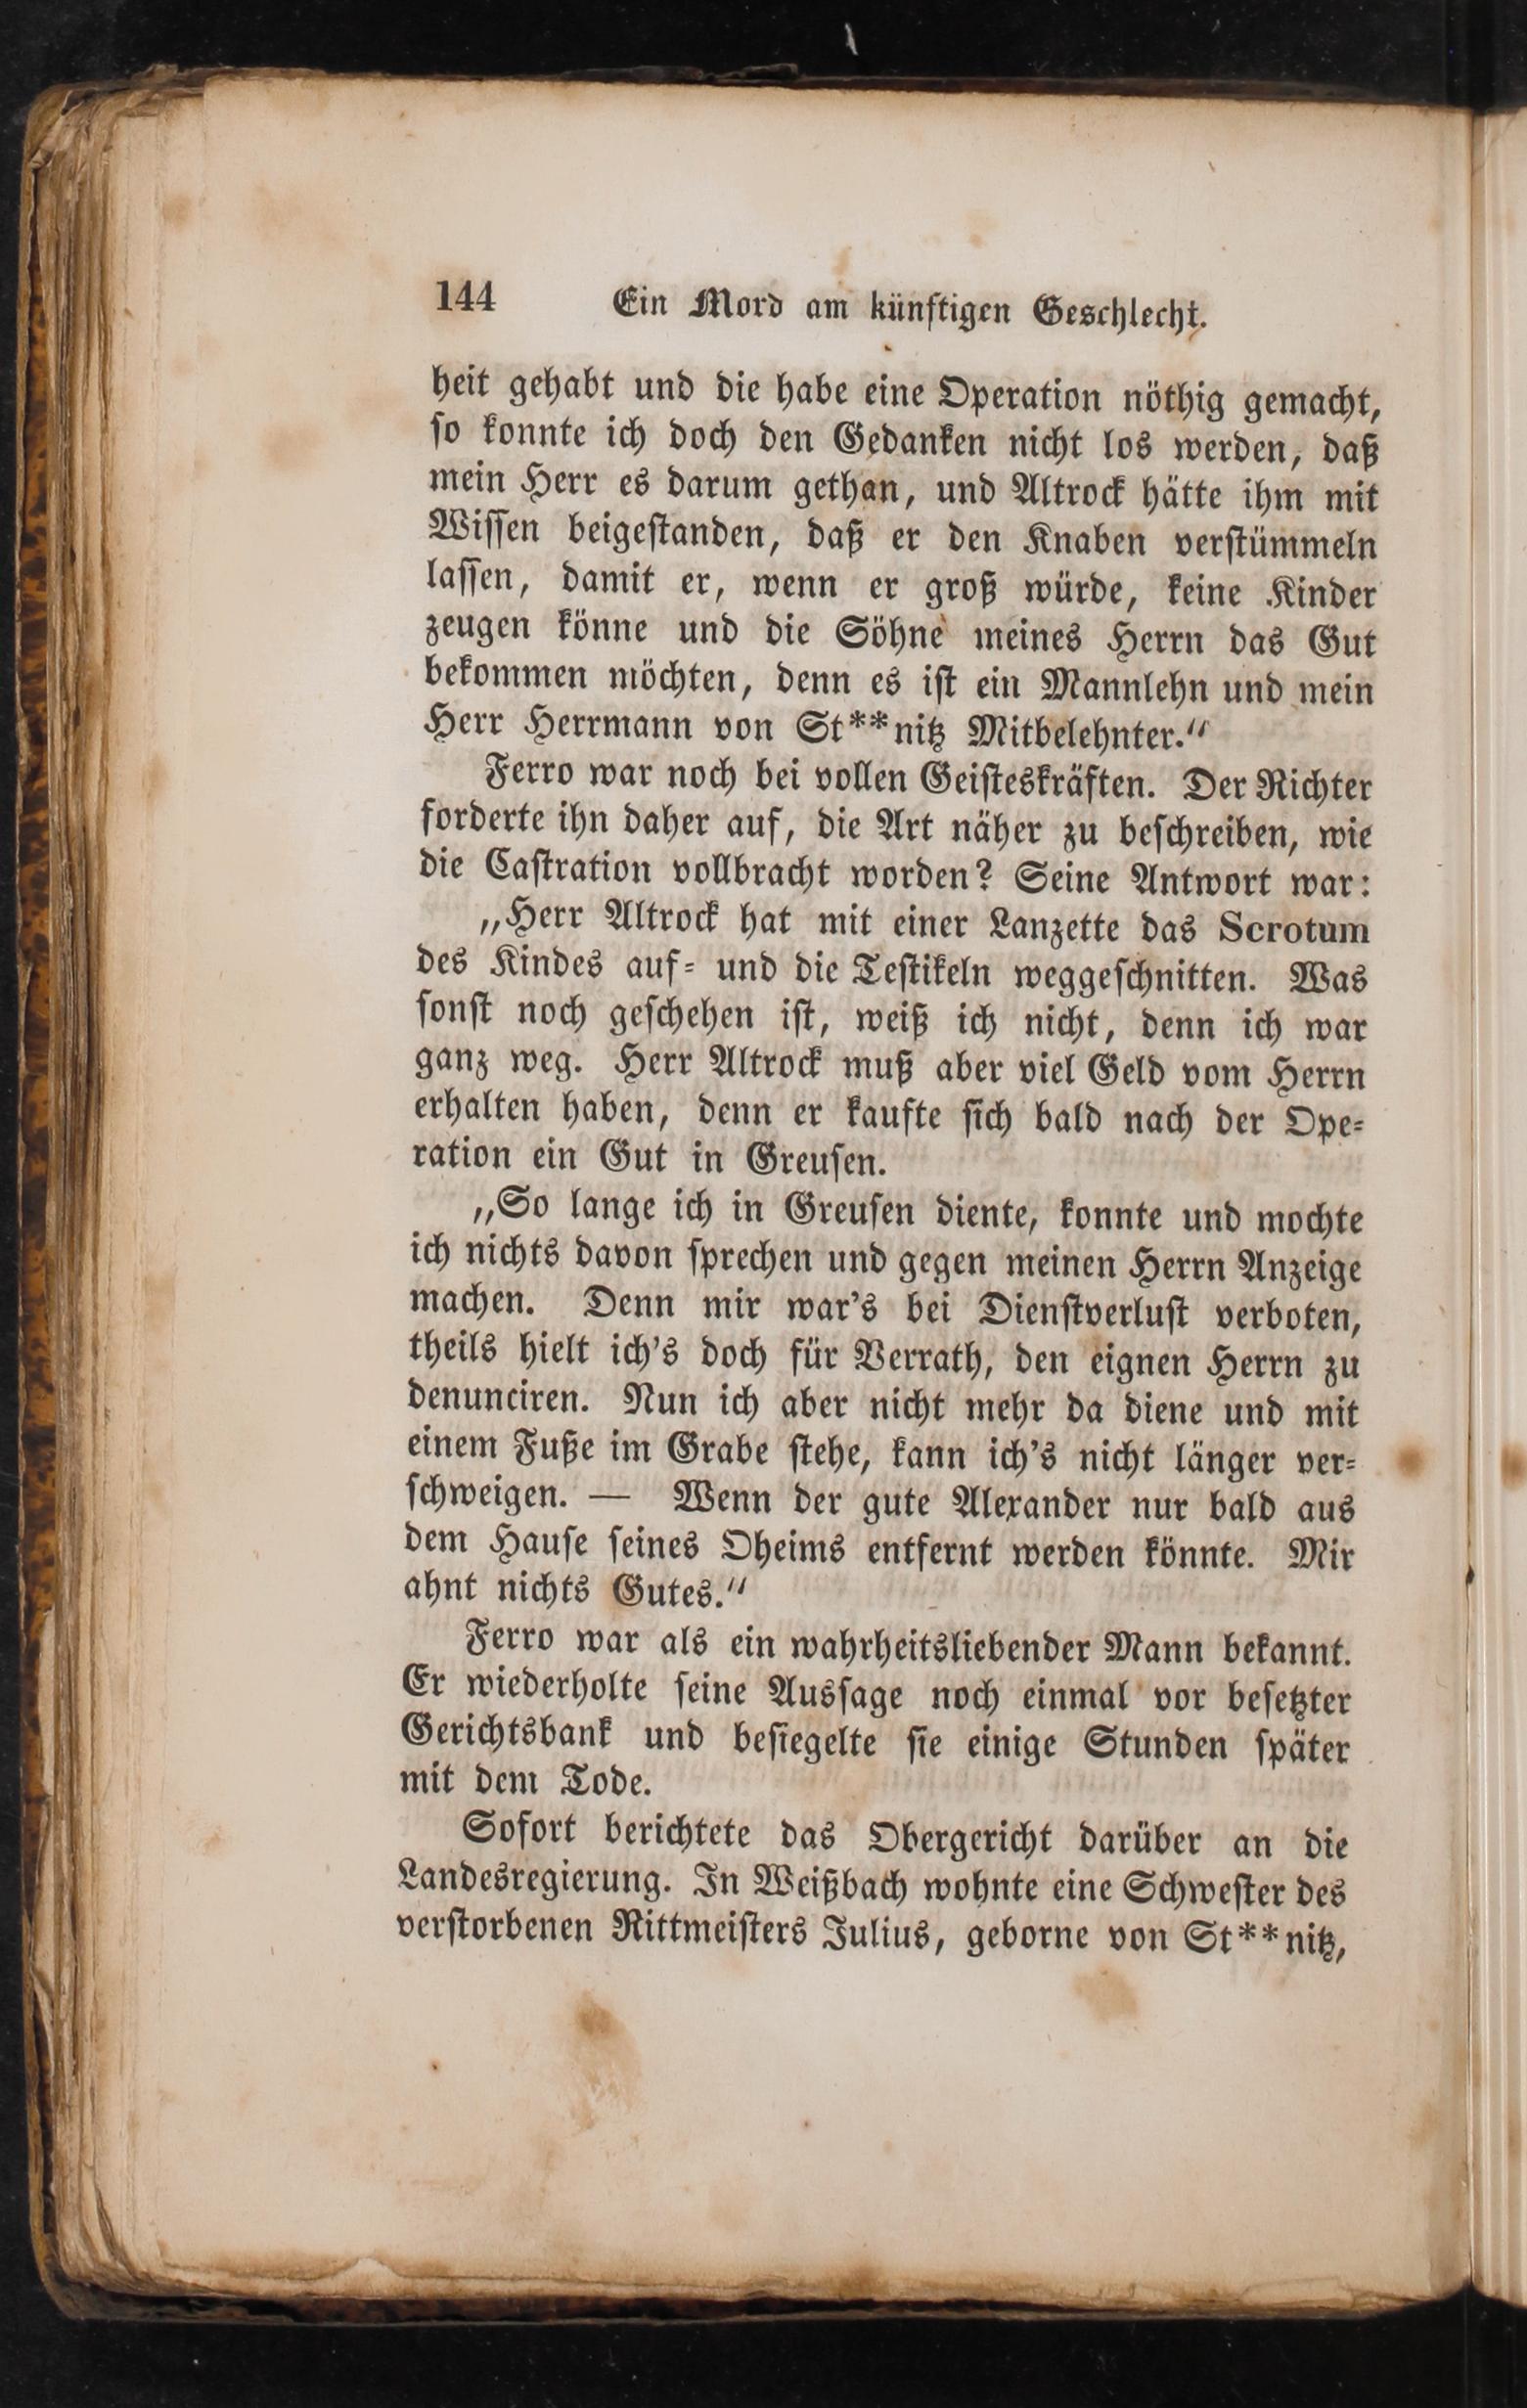 144 Ein Mord am künftigen Geschlecht.
heit gehabt und die habe eine Operation nöthig gemacht,
so konnte ich doch den Gedanken nicht los werden, daß
mein Herr es darum gethan, und Altrock hätte ihm mit
Wissen beigestanden, daß er den Knaben verstümmeln
lassen, damit er, wenn er groß würde, keine Kinder
zeugen könne und die Söhne meines Herrn das Gut
bekommen möchten, denn es ist ein Mannlehn und mein
Herr Herrmann von St**nitz Mitbelehnter.“
Ferro war noch bei vollen Geisteskräften. Der Richter
forderte ihn daher auf, die Art näher zu beschreiben, wie
die Castration vollbracht worden? Seine Antwort war:
„Herr Altrock hat mit einer Lanzette das Scrotum
des Kindes auf- und die Testikeln weggeschnitten. Was
sonst noch geschehen ist, weiß ich nicht, denn ich war
ganz weg. Herr Altrock muß aber viel Geld vom Herrn
erhalten haben, denn er kaufte sich bald nach der Ope-
ration ein Gut in Greusen.
„So lange ich in Greusen diente, konnte und mochte
ich nichts davon sprechen und gegen meinen Herrn Anzeige
machen. Denn mir war's bei Dienstverlust verboten,
theils hielt ich's doch für Verrath, den eignen Herrn zu
denunciren. Nun ich aber nicht mehr da diene und mit
einem Fuße im Grabe stehe, kann ich's nicht länger ver-
schweigen. — Wenn der gute Alexander nur bald aus
dem Hause seines Oheims entfernt werden könnte. Mir
ahnt nichts Gutes.“
Ferro war als ein wahrheitsliebender Mann bekannt.
Er wiederholte seine Aussage noch einmal vor besetzter
Gerichtsbank und besiegelte sie einige Stunden später
mit dem Tode.
Sofort berichtete das Obergericht darüber an die
Landesregierung. In Weißbach wohnte eine Schwester des
verstorbenen Rittmeisters Julius, geborne von St**nitz,